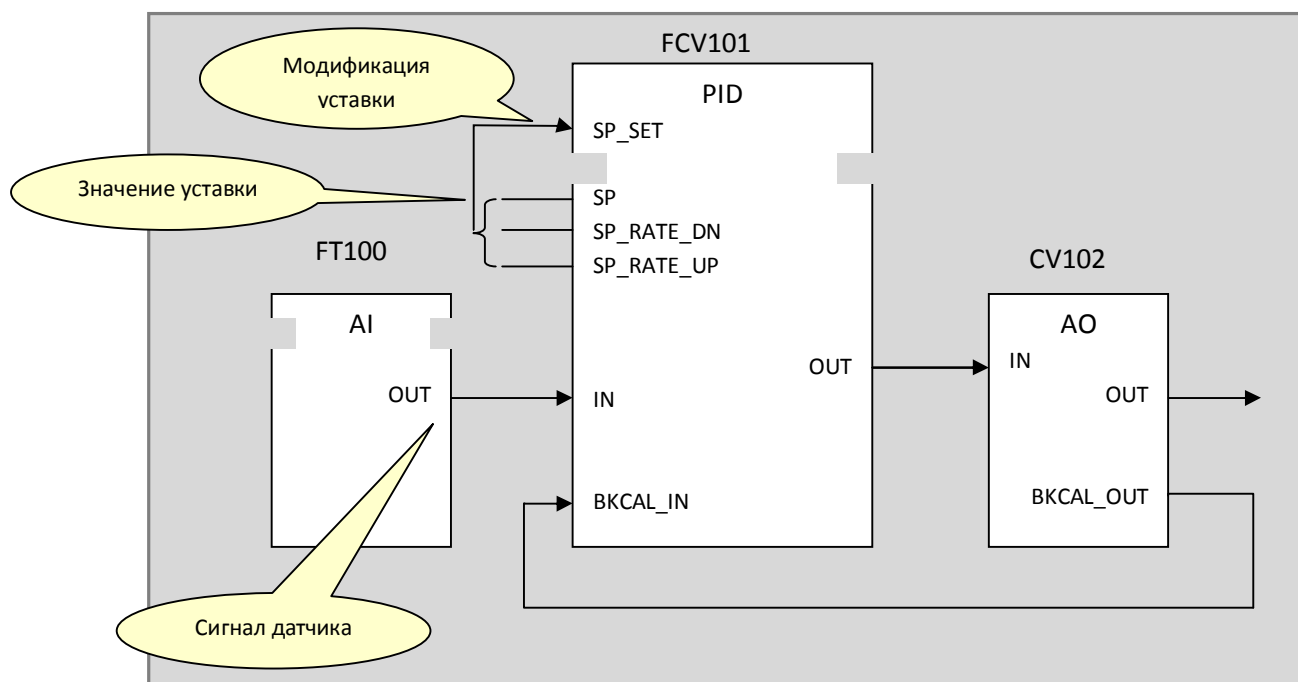 FCV101
Модификация
уставки
PID
SP_SET
Значение уставки
SP
SP_RATE_DN
SP_RATE_UP
FT100
CV102
AI
AO
OUT
IN
OUT
IN
OUT
BKCAL_IN
BKCAL_OUT
Сигнал датчика